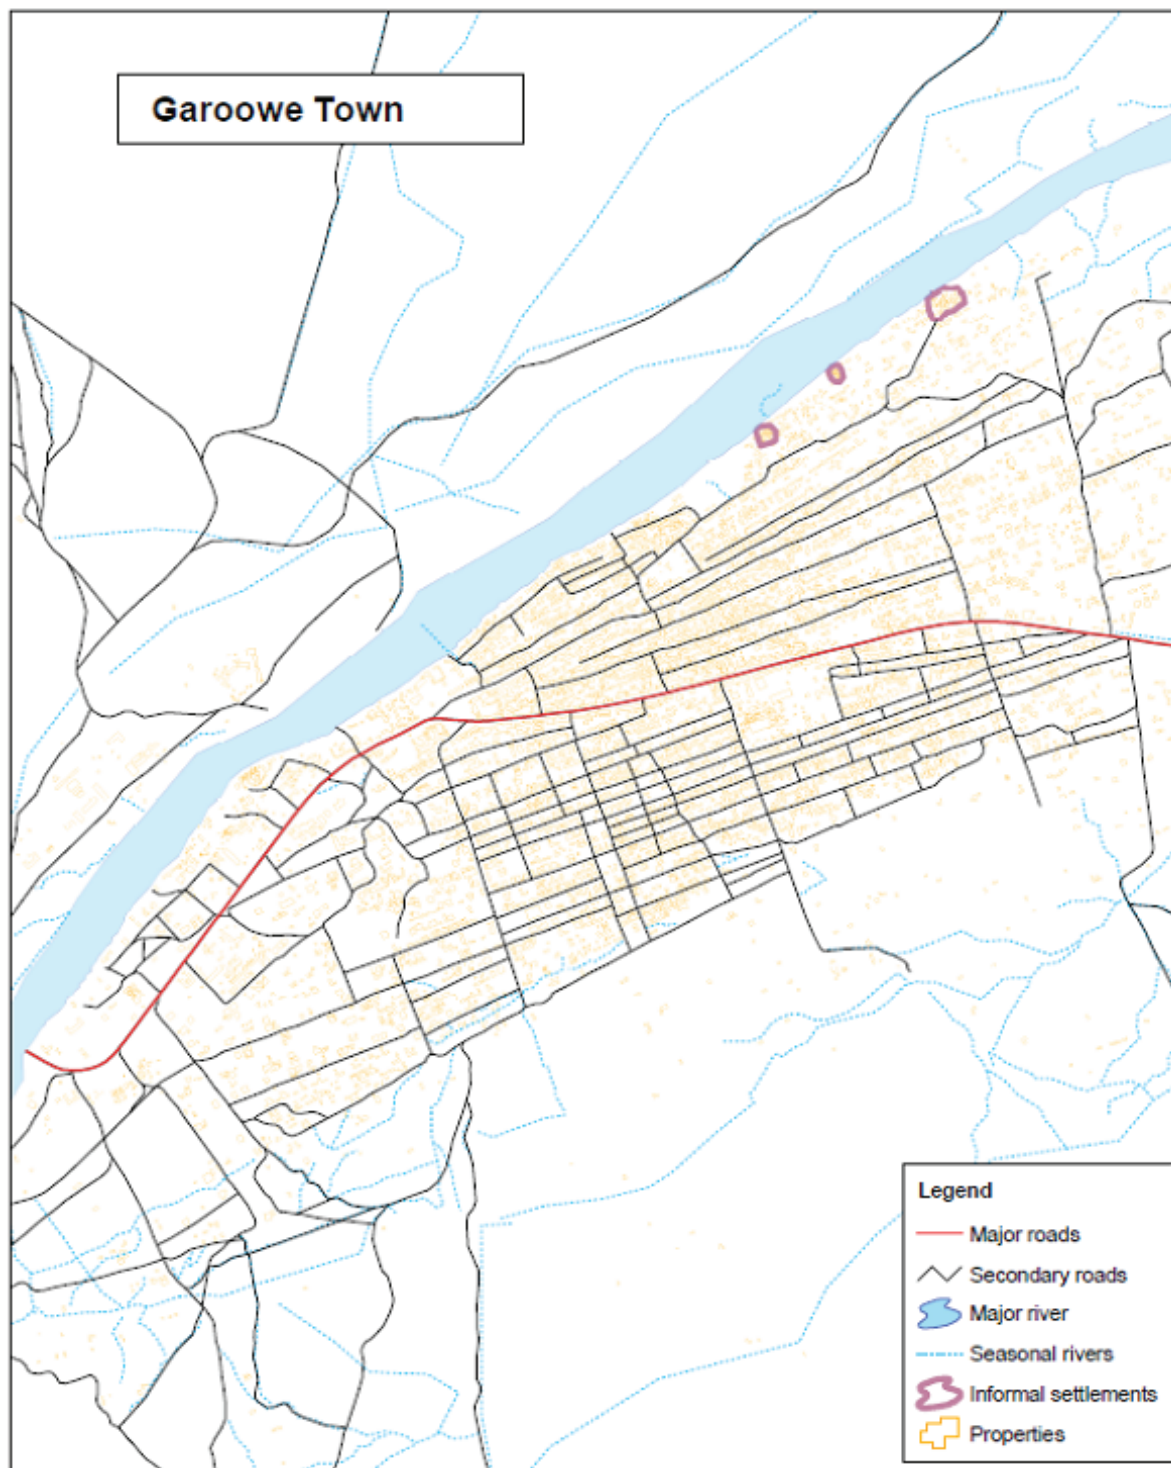 Garoowe Town
Legend
Major roads
Secondary roads
Major river
Seasonal rivers
Informal settlements
Properties